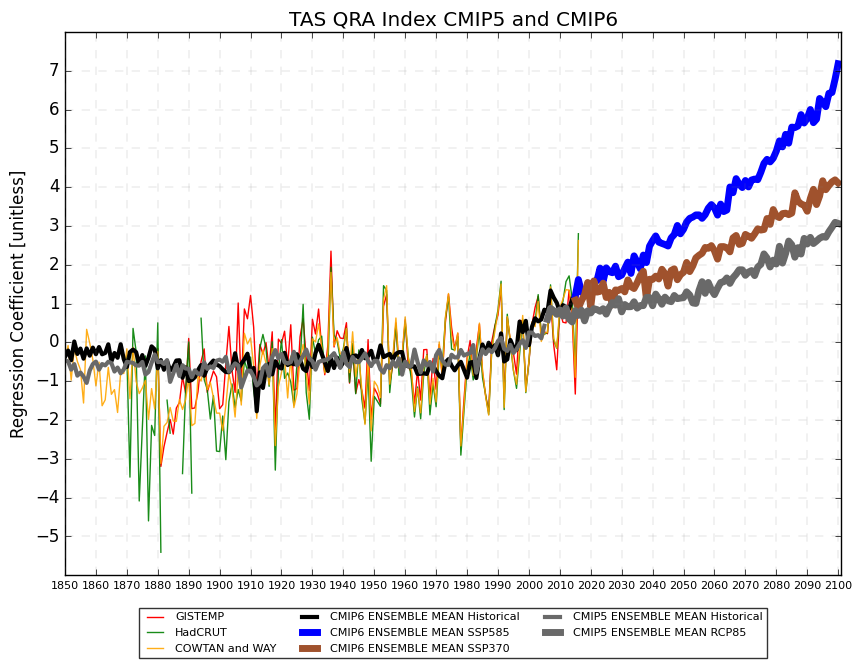 TAS QRA Index CMIP5 and CMIP6
Regression Coefficient [unitless]
7
6
5
4
3
2
1
0
−1
−2
−3
−4
−5
1850 1860 1870 1880 1890 1900 1910 1920 1930 1940 1950 1960 1970 1980 1990 2000 2010 2020 2030 2040 2050 2060 2070 2080 2090 2100
GISTEMP CMIP6 ENSEMBLE MEAN Historical CMIP5 ENSEMBLE MEAN Historical
HadCRUT CMIP6 ENSEMBLE MEAN SSP585 CMIP5 ENSEMBLE MEAN RCP85
COWTAN and WAY CMIP6 ENSEMBLE MEAN SSP370